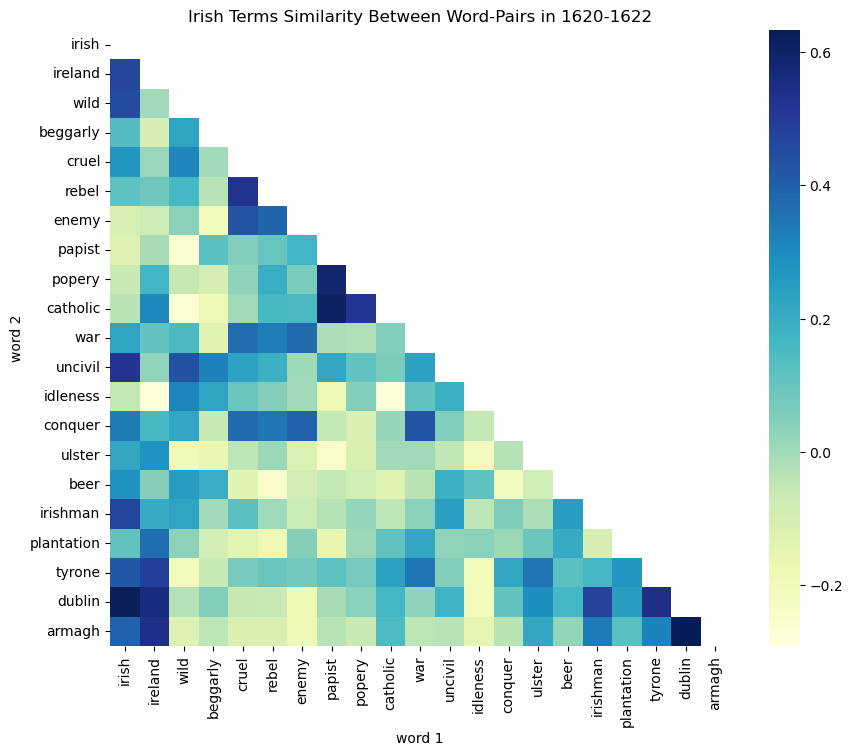 Irish Terms Similarity Between Word-Pairs in 1620-1622
irish
ireland
wild
beggarly
cruel
rebel
enemy
papist
popery
catholic
war
uncivil
idleness
conquer
ulster
beer
irishman
plantation
tyrone
dublin
armagh
word 2
irish
ireland
wild
beggarly
cruel
rebel
enemy
papist
popery
catholic
war
uncivil
idleness
conquer
ulster
beer
irishman
plantation
tyrone
dublin
armagh
word 1
0.6
0.4
0.2
0.0
−0.2